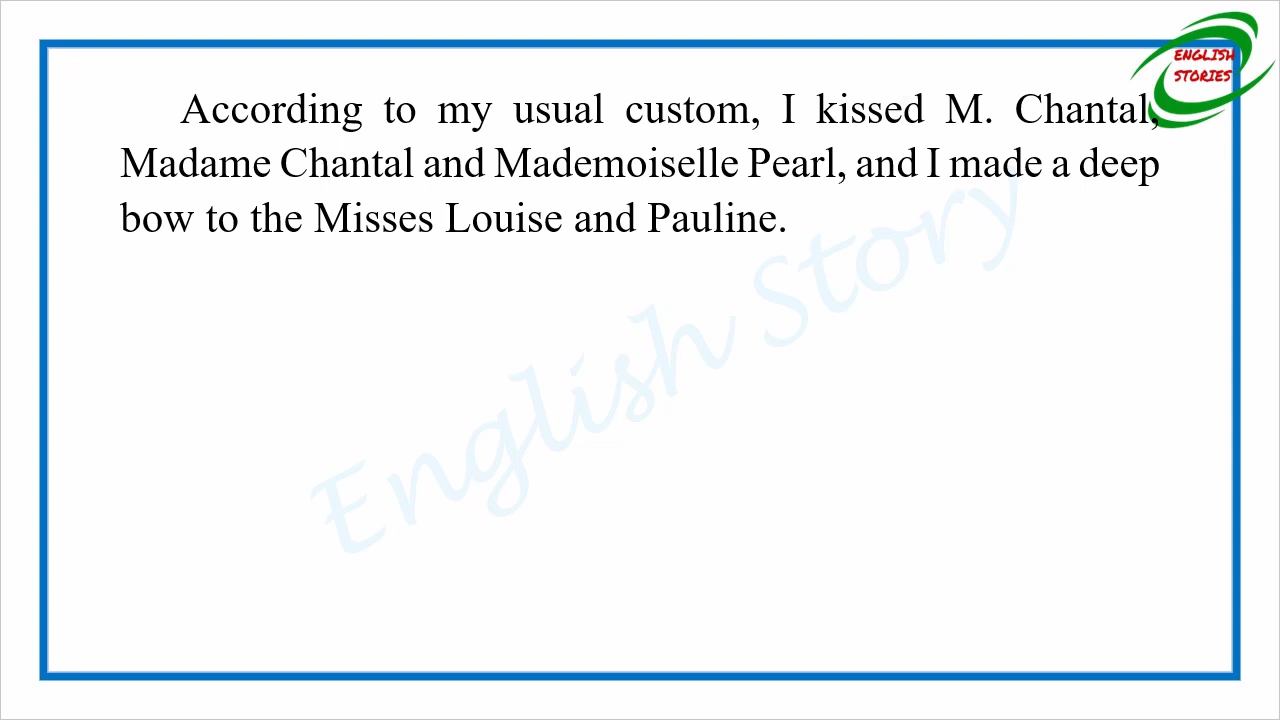 ENGLISH
STORIES
According to my usual custom, I kissed M. Chantal,
Madame Chantal and Mademoiselle Pearl, and I made a deep
bow to the Misses Louise and Pauline.
English Story